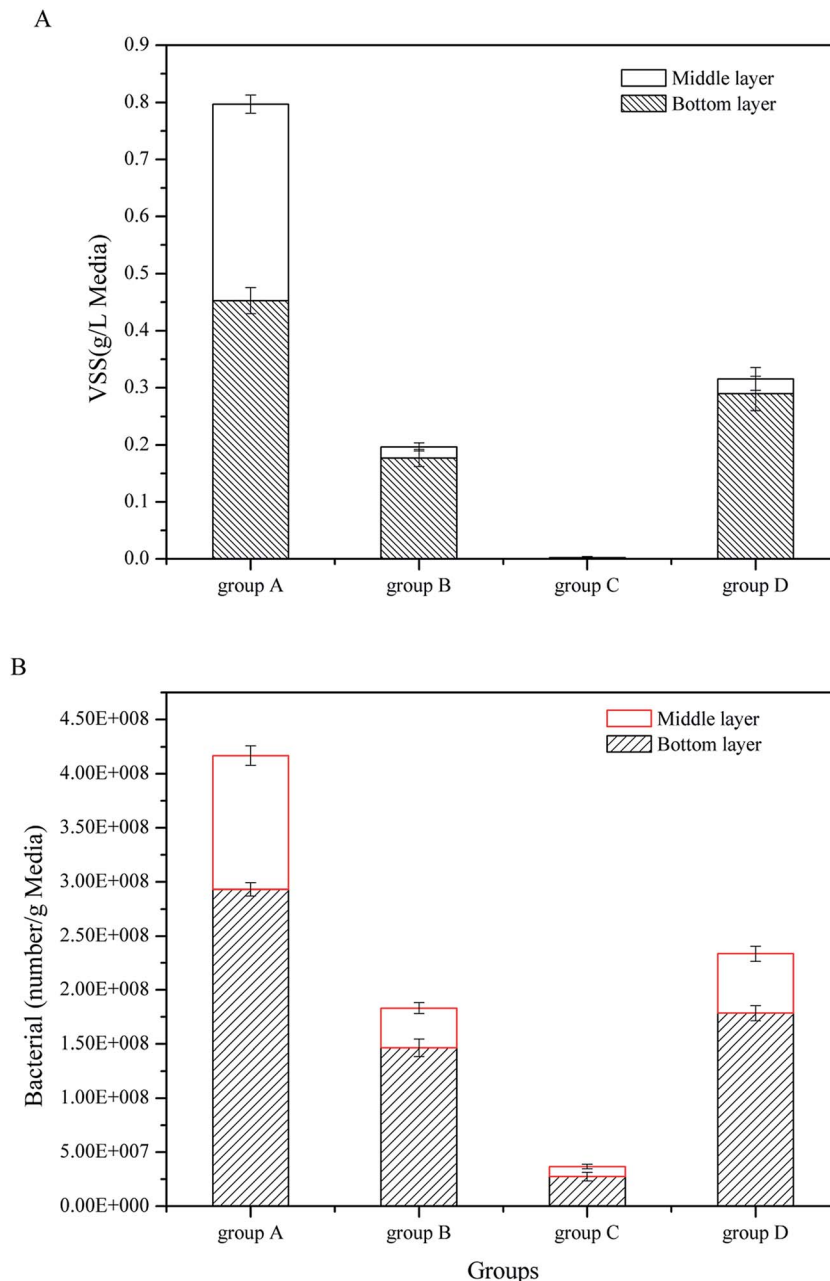 A
0.9
0.8
0.7
0.6
0.5
0.4
0.3
0.2
0.1
0.0
VSS(g/L Media)
Middle layer
Bottom layer
group A
group B
group C
group D
B
4.50E+008
4.00E+008
3.50E+008
3.00E+008
2.50E+008
2.00E+008
1.50E+008
1.00E+008
5.00E+007
0.00E+000
Bacterial (number/g Media)
Middle layer
Bottom layer
group A
group B
group C
group D
Groups